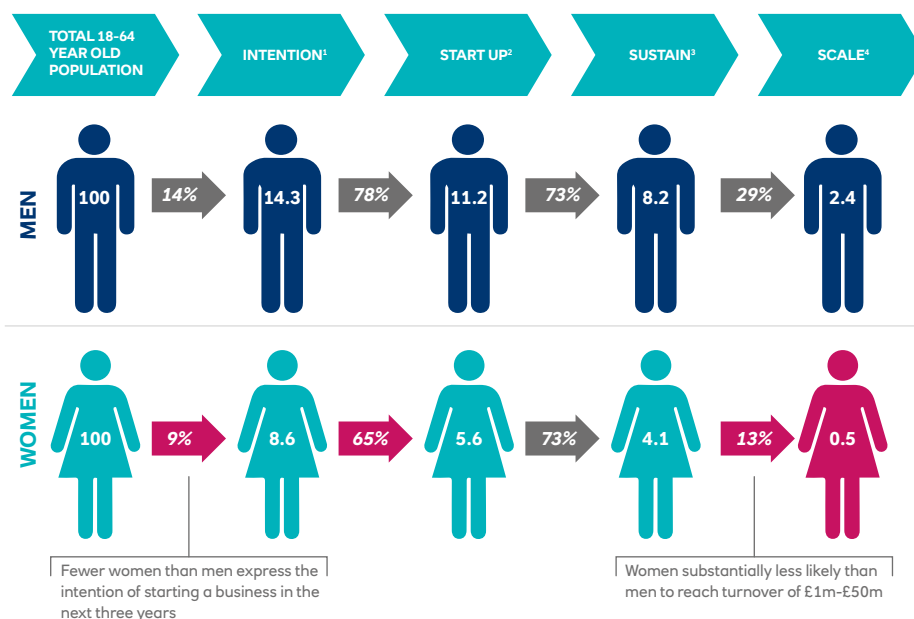 TOTAL 18-64
YEAR OLD
POPULATION
INTENTION¹
START UP²
SUSTAIN³
SCALE⁴
MEN
100
14%
14.3
78%
11.2
73%
8.2
29%
2.4
WOMEN
100
9%
8.6
65%
5.6
73%
4.1
13%
0.5
Fewer women than men express the
intention of starting a business in the
next three years
Women substantially less likely than
men to reach turnover of £1m-£50m